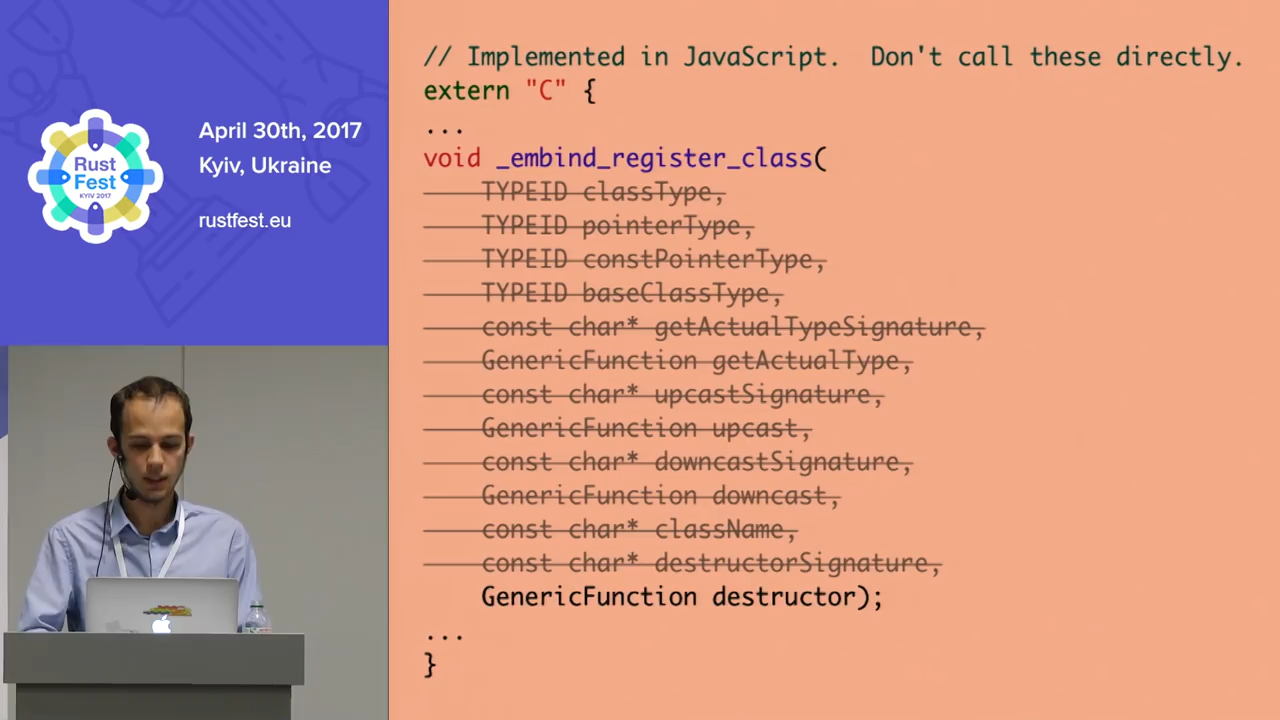 Rust
Fest
KYIV 2017
April 30th, 2017
Kyiv, Ukraine
rustfest.eu
// Implemented in JavaScript.  Don't call these directly.
extern "C" {
...
void _embind_register_class(
    TYPEID classType,
    TYPEID pointerType,
    TYPEID constPointerType,
    TYPEID baseClassType,
    const char* getActualTypeSignature,
    GenericFunction getActualType,
    const char* upcastSignature,
    GenericFunction upcast,
    const char* downcastSignature,
    GenericFunction downcast,
    const char* className,
    const char* destructorSignature,
    GenericFunction destructor);
...
}